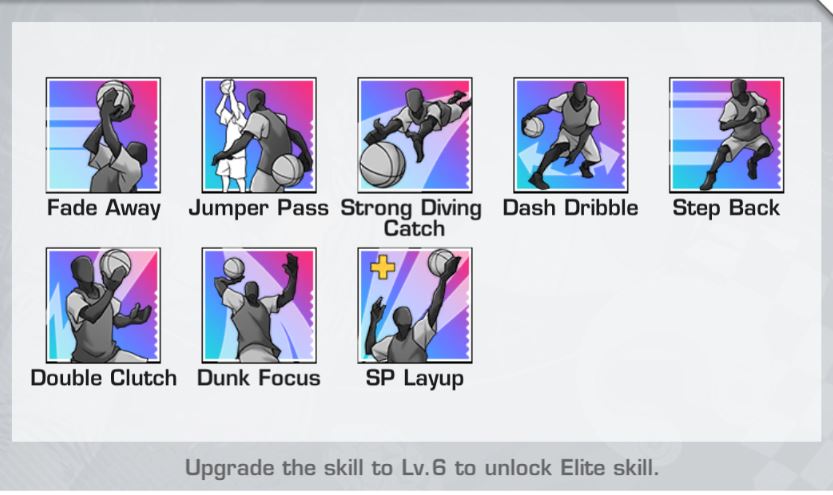 Fade Away
Jumper Pass
Strong Diving
Catch
Dash Dribble
Step Back
Double Clutch
Dunk Focus
SP Layup
Upgrade the skill to Lv.6 to unlock Elite skill.